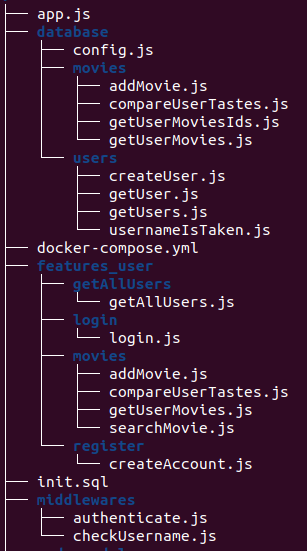 app.js
database
config.js
movies
addMovie.js
compareUserTastes.js
getUserMoviesIds.js
getUserMovies.js
users
createUser.js
getUser.js
getUsers.js
usernameIsTaken.js
docker-compose.yml
features_user
getAllUsers
getAllUsers.js
login
login.js
movies
addMovie.js
compareUserTastes.js
getUserMovies.js
searchMovie.js
register
createAccount.js
init.sql
middlewares
authenticate.js
checkUsername.js